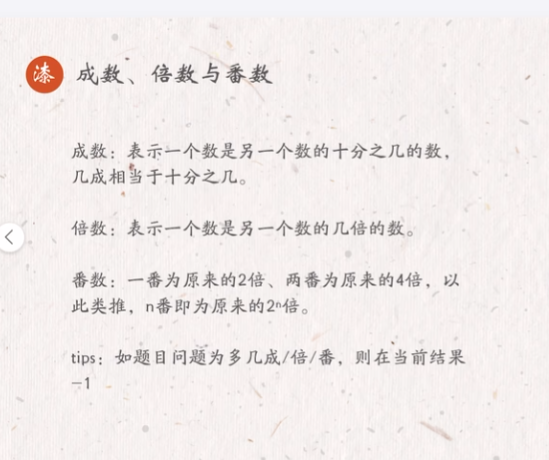 漆 成数、倍数与番数
成数：表示一个数是另一个数的十分之几的数，
几成相当于十分之几。
倍数：表示一个数是另一个数的几倍的数。
番数：一番为原来的2倍、两番为原来的4倍，以
此类推，n番即为原来的2ⁿ倍。
tips：如题目问题为多几成/倍/番，则在当前结果
-1